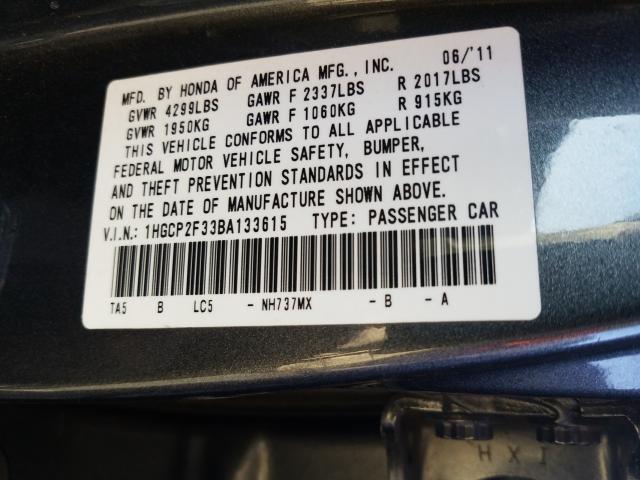 MFD. BY HONDA OF AMERICA MFG., INC. 06/'11
GVWR 4299LBS GAWR F 2337LBS R 2017LBS
GVWR 1950KG GAWR F 1060KG R 915KG
THIS VEHICLE CONFORMS TO ALL APPLICABLE
FEDERAL MOTOR VEHICLE SAFETY, BUMPER,
AND THEFT PREVENTION STANDARDS IN EFFECT
ON THE DATE OF MANUFACTURE SHOWN ABOVE.
V.I.N.: 1HGCP2F33BA133615 TYPE: PASSENGER CAR
TA5 B LC5 - NH737MX - B - A
HXI